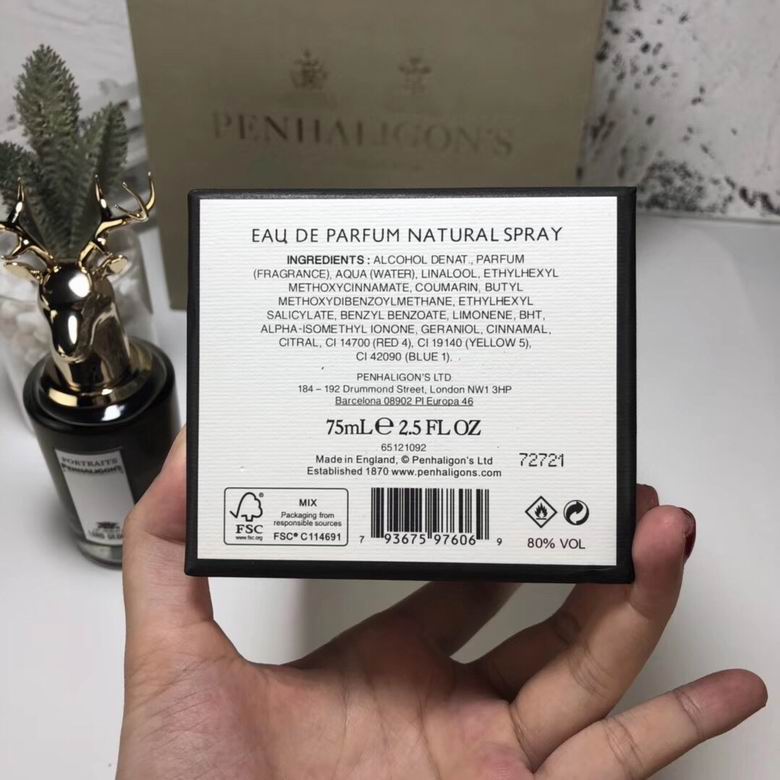 PENHALIGON'S
EAU DE PARFUM NATURAL SPRAY
INGREDIENTS : ALCOHOL DENAT., PARFUM
(FRAGRANCE), AQUA (WATER), LINALOOL, ETHYLHEXYL
METHOXYCINNAMATE, COUMARIN, BUTYL
METHOXYDIBENZOYLMETHANE, ETHYLHEXYL
SALICYLATE, BENZYL BENZOATE, LIMONENE, BHT,
ALPHA-ISOMETHYL IONONE, GERANIOL, CINNAMAL,
CITRAL, CI 14700 (RED 4), CI 19140 (YELLOW 5),
CI 42090 (BLUE 1).
PENHALIGON'S LTD
184 – 192 Drummond Street, London NW1 3HP
Barcelona 08902 Pl Europa 46
75mL℮ 2.5 FL OZ
65121092
Made in England, © Penhaligon's Ltd
Established 1870 www.penhaligons.com
72721
FSC
www.fsc.org
MIX
Packaging from
responsible sources
FSC® C114691
7 93675 97606 9
80% VOL
PORTRAITS
PENHALIGON'S